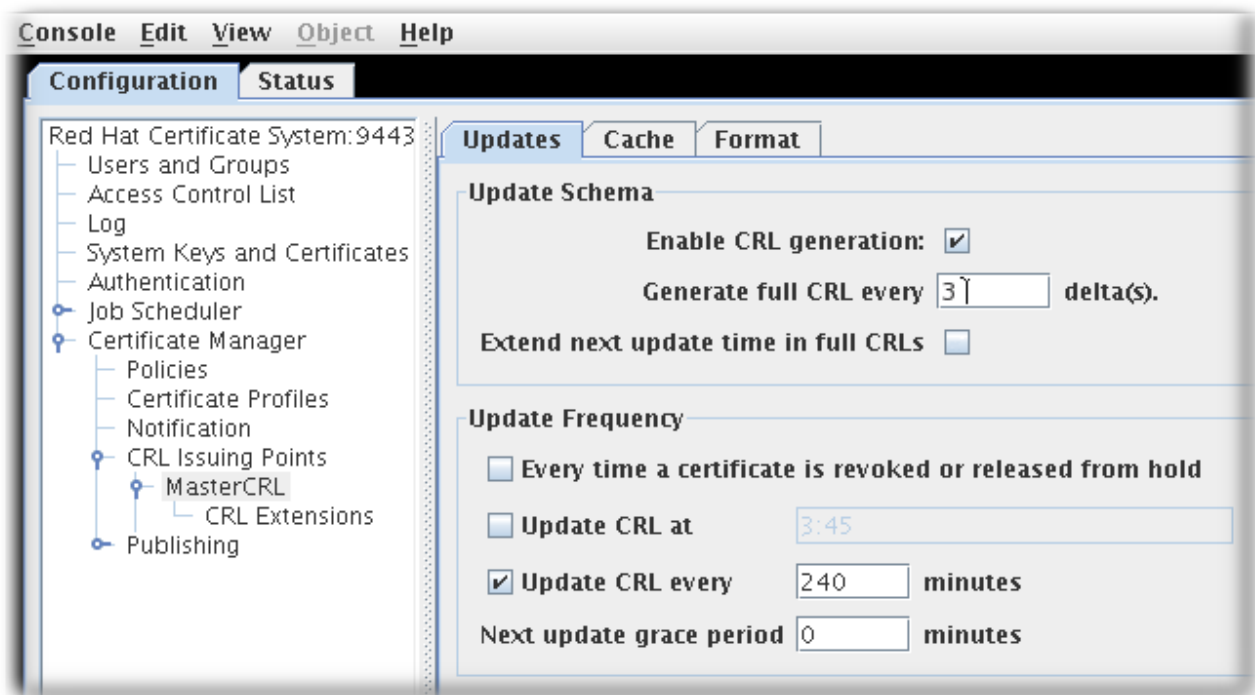 Console Edit View Object Help
Configuration Status
Red Hat Certificate System:9443
Users and Groups
Access Control List
Log
System Keys and Certificates
Authentication
Job Scheduler
Certificate Manager
Policies
Certificate Profiles
Notification
CRL Issuing Points
MasterCRL
CRL Extensions
Publishing
Updates Cache Format
Update Schema
Enable CRL generation:
Generate full CRL every 3 delta(s).
Extend next update time in full CRLs
Update Frequency
Every time a certificate is revoked or released from hold
Update CRL at 3:45
Update CRL every 240 minutes
Next update grace period 0 minutes